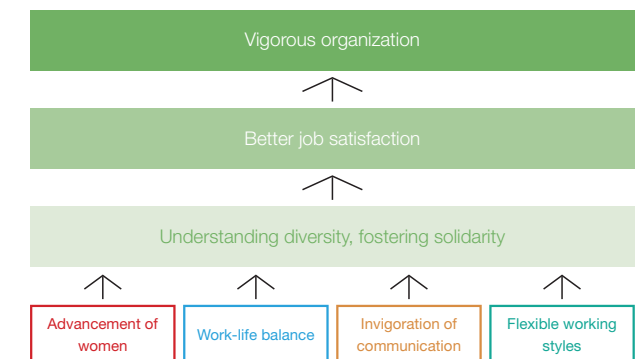 Vigorous organization
Better job satisfaction
Understanding diversity, fostering solidarity
Advancement of
women
Work-life balance
Invigoration of
communication
Flexible working
styles